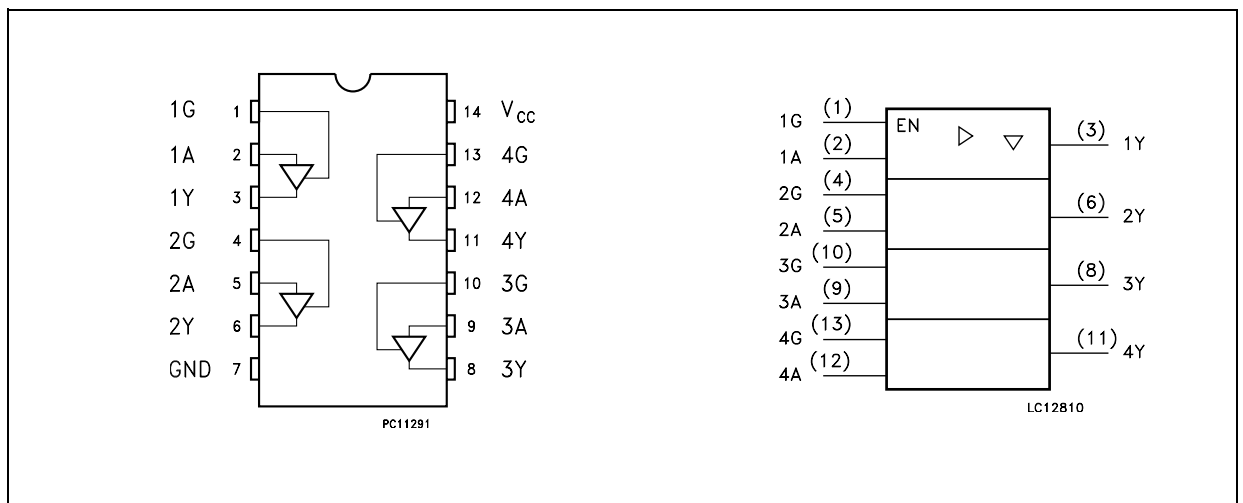 1G 1 14 VCC
1A 2 13 4G
1Y 3 12 4A
2G 4 11 4Y
2A 5 10 3G
2Y 6 9 3A
GND 7 8 3Y
PC11291
1G (1) EN (3) 1Y
1A (2)
2G (4) (6) 2Y
2A (5)
3G (10) (8) 3Y
3A (9)
4G (13) (11) 4Y
4A (12)
LC12810